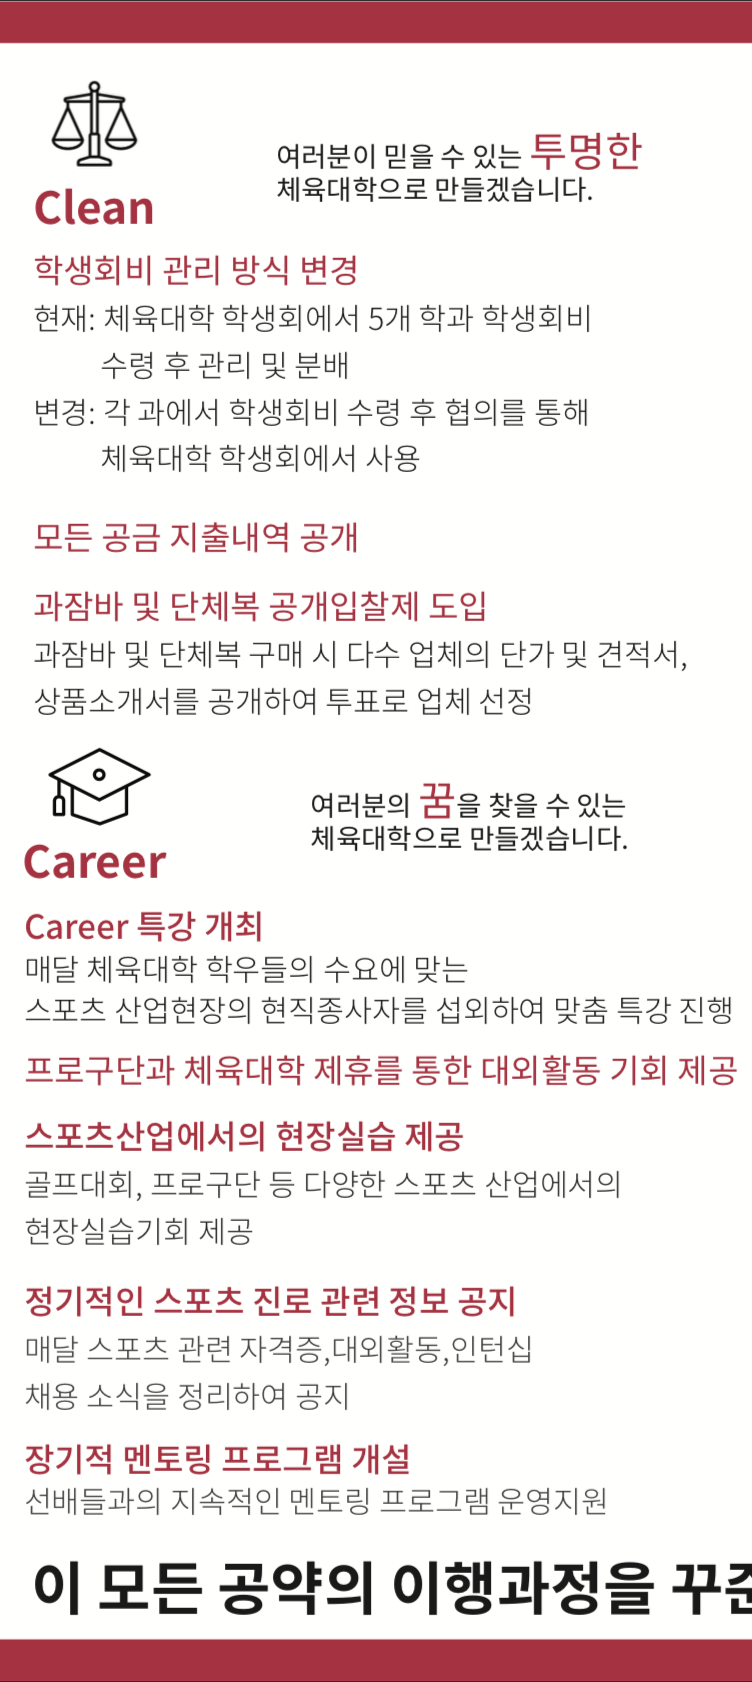 Clean
여러분이 믿을 수 있는 투명한
체육대학으로 만들겠습니다.
학생회비 관리 방식 변경
현재: 체육대학 학생회에서 5개 학과 학생회비
수령 후 관리 및 분배
변경: 각 과에서 학생회비 수령 후 협의를 통해
체육대학 학생회에서 사용
모든 공금 지출내역 공개
과잠바 및 단체복 공개입찰제 도입
과잠바 및 단체복 구매 시 다수 업체의 단가 및 견적서,
상품소개서를 공개하여 투표로 업체 선정
Career
여러분의 꿈을 찾을 수 있는
체육대학으로 만들겠습니다.
Career 특강 개최
매달 체육대학 학우들의 수요에 맞는
스포츠 산업현장의 현직종사자를 섭외하여 맞춤 특강 진행
프로구단과 체육대학 제휴를 통한 대외활동 기회 제공
스포츠산업에서의 현장실습 제공
골프대회, 프로구단 등 다양한 스포츠 산업에서의
현장실습기회 제공
정기적인 스포츠 진로 관련 정보 공지
매달 스포츠 관련 자격증,대외활동,인턴십
채용 소식을 정리하여 공지
장기적 멘토링 프로그램 개설
선배들과의 지속적인 멘토링 프로그램 운영지원
이 모든 공약의 이행과정을